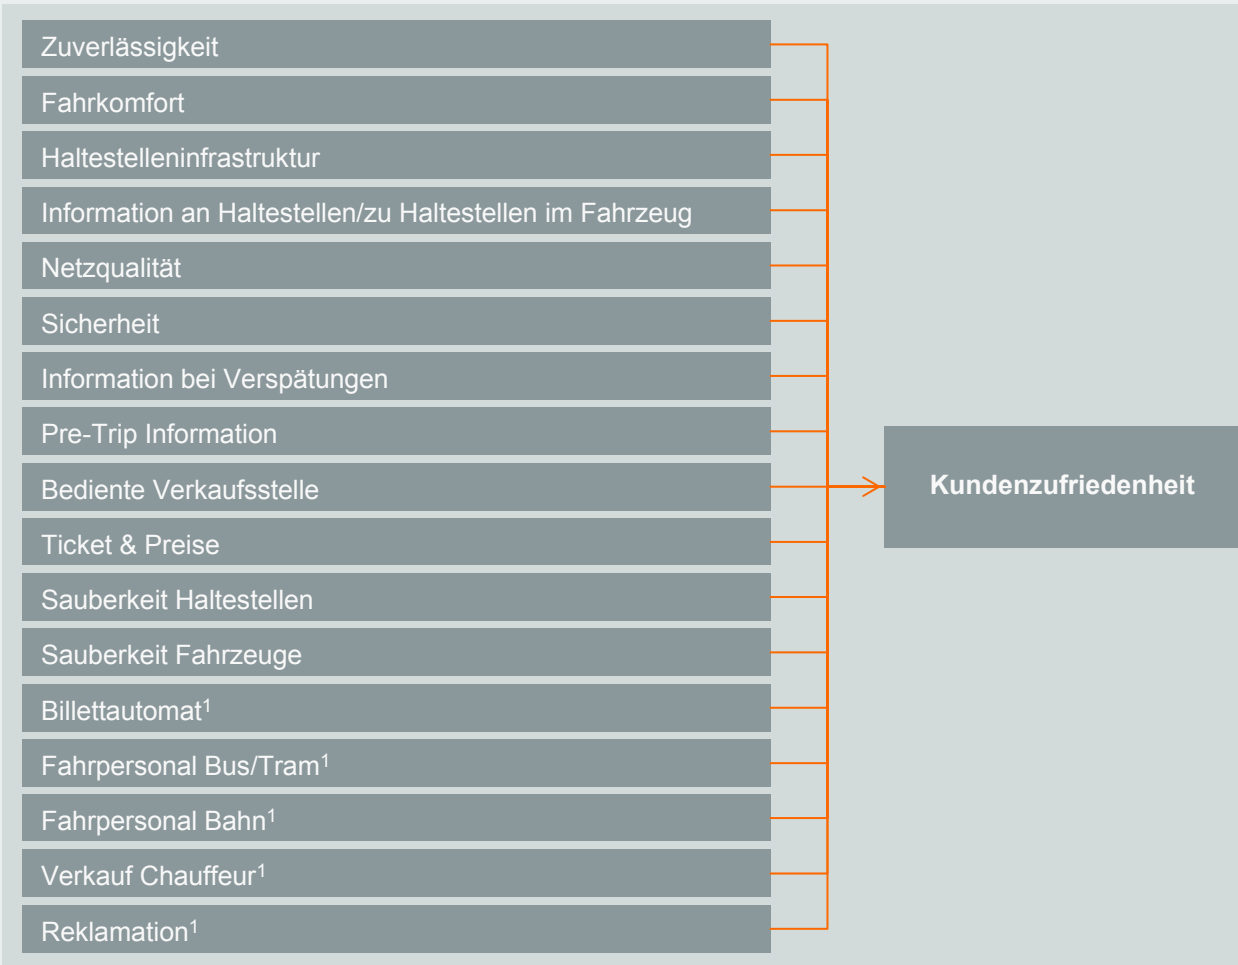 Zuverlässigkeit
Fahrkomfort
Haltestelleninfrastruktur
Information an Haltestellen/zu Haltestellen im Fahrzeug
Netzqualität
Sicherheit
Information bei Verspätungen
Pre-Trip Information
Bediente Verkaufsstelle
Ticket & Preise
Sauberkeit Haltestellen
Sauberkeit Fahrzeuge
Billettautomat¹
Fahrpersonal Bus/Tram¹
Fahrpersonal Bahn¹
Verkauf Chauffeur¹
Reklamation¹
Kundenzufriedenheit